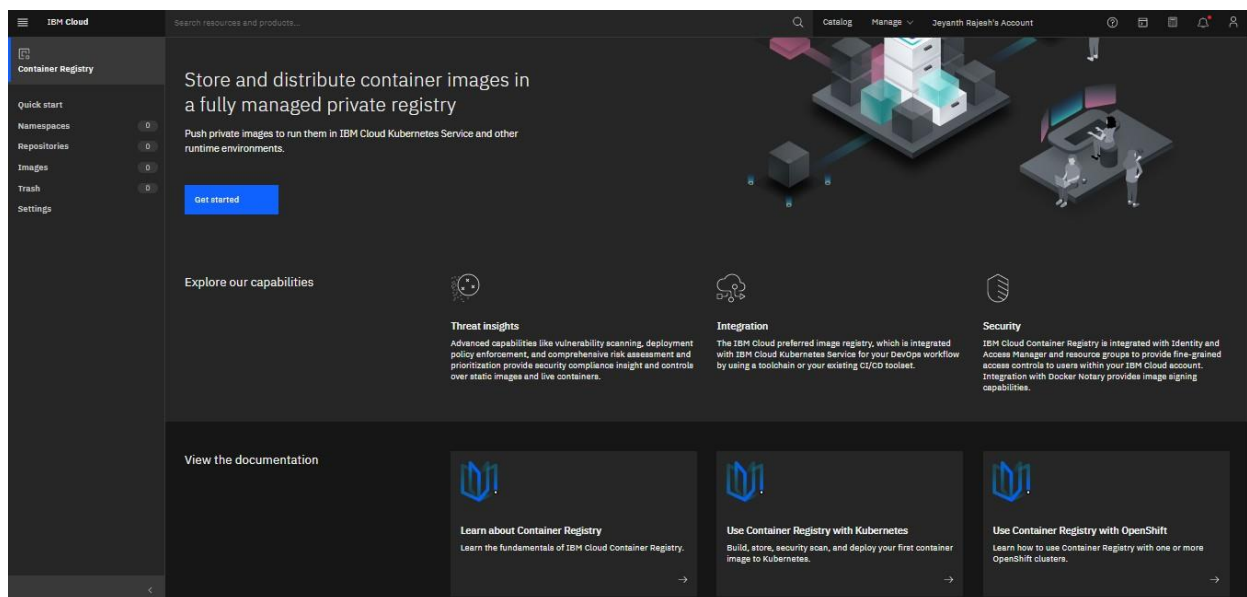 IBM Cloud
Search resources and products...
Catalog
Manage
Jeyanth Rajesh's Account
Container Registry
Quick start
Namespaces 0
Repositories 0
Images 0
Trash 0
Settings
Store and distribute container images in
a fully managed private registry
Push private images to run them in IBM Cloud Kubernetes Service and other
runtime environments.
Get started
Explore our capabilities
Threat insights
Advanced capabilities like vulnerability scanning, deployment
policy enforcement, and comprehensive risk assessment and
prioritization provide security compliance insight and controls
over static images and live containers.
Integration
The IBM Cloud preferred image registry, which is integrated
with IBM Cloud Kubernetes Service for your DevOps workflow
by using a toolchain or your existing CI/CD toolset.
Security
IBM Cloud Container Registry is integrated with Identity and
Access Manager and resource groups to provide fine-grained
access controls to users within your IBM Cloud account.
Integration with Docker Notary provides image signing
capabilities.
View the documentation
Learn about Container Registry
Learn the fundamentals of IBM Cloud Container Registry.
Use Container Registry with Kubernetes
Build, store, security scan, and deploy your first container
image to Kubernetes.
Use Container Registry with OpenShift
Learn how to use Container Registry with one or more
OpenShift clusters.